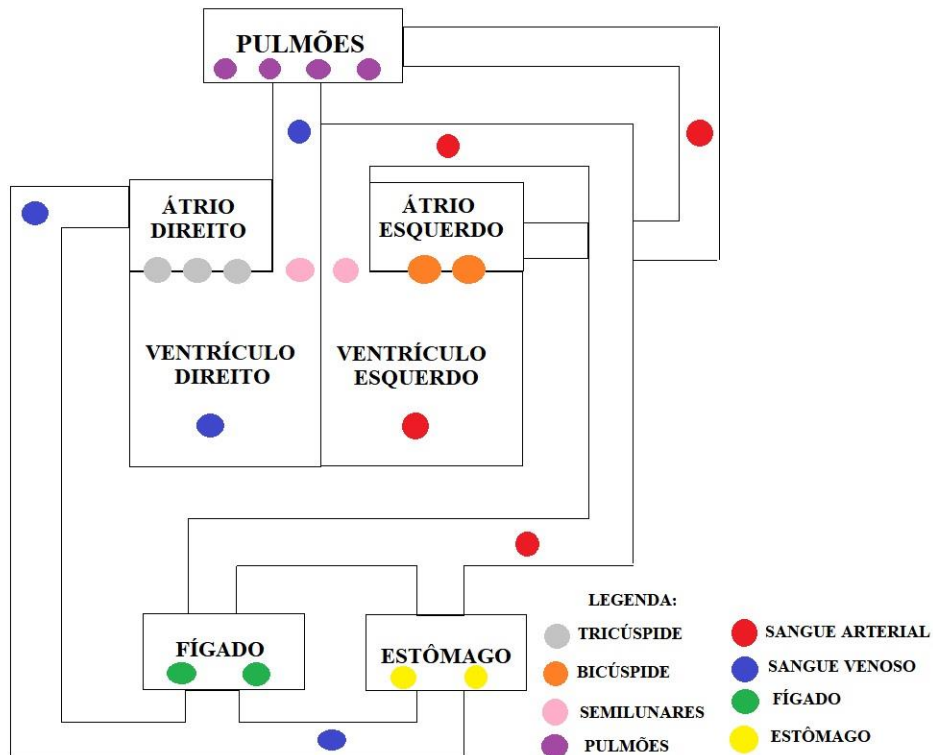 PULMÕES
ÁTRIO
DIREITO
ÁTRIO
ESQUERDO
VENTRÍCULO
DIREITO
VENTRÍCULO
ESQUERDO
FÍGADO
ESTÔMAGO
LEGENDA:
TRICÚSPIDE
BICÚSPIDE
SEMILUNARES
PULMÕES
SANGUE ARTERIAL
SANGUE VENOSO
FÍGADO
ESTÔMAGO